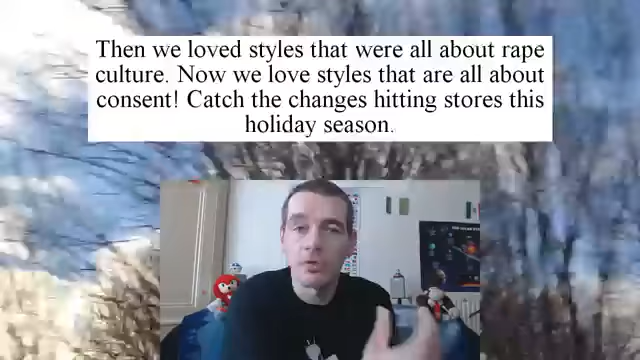 Then we loved styles that were all about rape
culture. Now we love styles that are all about
consent! Catch the changes hitting stores this
holiday season.